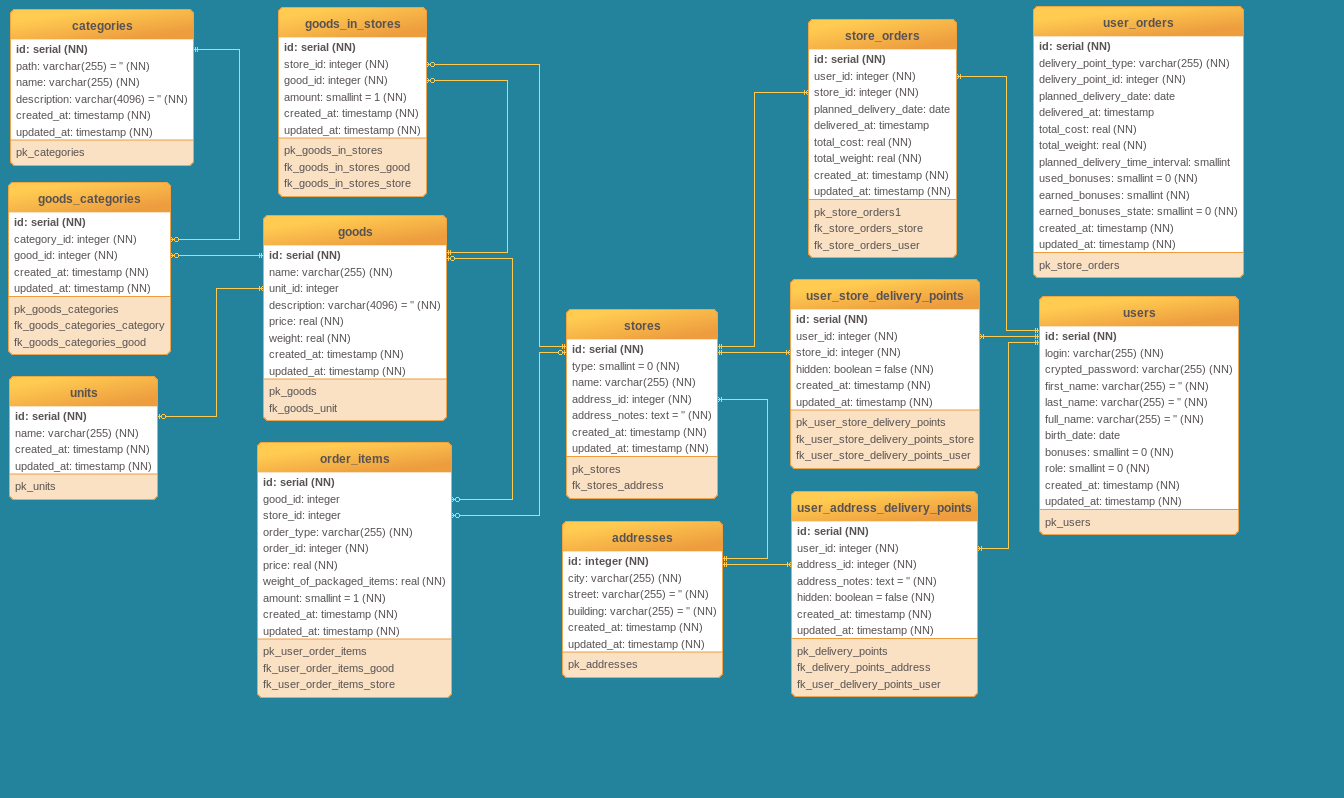 categories
id: serial (NN)
path: varchar(255) = '' (NN)
name: varchar(255) (NN)
description: varchar(4096) = '' (NN)
created_at: timestamp (NN)
updated_at: timestamp (NN)
pk_categories
goods_categories
id: serial (NN)
category_id: integer (NN)
good_id: integer (NN)
created_at: timestamp (NN)
updated_at: timestamp (NN)
pk_goods_categories
fk_goods_categories_category
fk_goods_categories_good
units
id: serial (NN)
name: varchar(255) (NN)
created_at: timestamp (NN)
updated_at: timestamp (NN)
pk_units
goods_in_stores
id: serial (NN)
store_id: integer (NN)
good_id: integer (NN)
amount: smallint = 1 (NN)
created_at: timestamp (NN)
updated_at: timestamp (NN)
pk_goods_in_stores
fk_goods_in_stores_good
fk_goods_in_stores_store
goods
id: serial (NN)
name: varchar(255) (NN)
unit_id: integer
description: varchar(4096) = '' (NN)
price: real (NN)
weight: real (NN)
created_at: timestamp (NN)
updated_at: timestamp (NN)
pk_goods
fk_goods_unit
order_items
id: serial (NN)
good_id: integer
store_id: integer
order_type: varchar(255) (NN)
order_id: integer (NN)
price: real (NN)
weight_of_packaged_items: real (NN)
amount: smallint = 1 (NN)
created_at: timestamp (NN)
updated_at: timestamp (NN)
pk_user_order_items
fk_user_order_items_good
fk_user_order_items_store
stores
id: serial (NN)
type: smallint = 0 (NN)
name: varchar(255) (NN)
address_id: integer (NN)
address_notes: text = '' (NN)
created_at: timestamp (NN)
updated_at: timestamp (NN)
pk_stores
fk_stores_address
addresses
id: integer (NN)
city: varchar(255) (NN)
street: varchar(255) = '' (NN)
building: varchar(255) = '' (NN)
created_at: timestamp (NN)
updated_at: timestamp (NN)
pk_addresses
store_orders
id: serial (NN)
user_id: integer (NN)
store_id: integer (NN)
planned_delivery_date: date
delivered_at: timestamp
total_cost: real (NN)
total_weight: real (NN)
created_at: timestamp (NN)
updated_at: timestamp (NN)
pk_store_orders1
fk_store_orders_store
fk_store_orders_user
user_store_delivery_points
id: serial (NN)
user_id: integer (NN)
store_id: integer (NN)
hidden: boolean = false (NN)
created_at: timestamp (NN)
updated_at: timestamp (NN)
pk_user_store_delivery_points
fk_user_store_delivery_points_store
fk_user_store_delivery_points_user
user_address_delivery_points
id: serial (NN)
user_id: integer (NN)
address_id: integer (NN)
address_notes: text = '' (NN)
hidden: boolean = false (NN)
created_at: timestamp (NN)
updated_at: timestamp (NN)
pk_delivery_points
fk_delivery_points_address
fk_user_delivery_points_user
user_orders
id: serial (NN)
delivery_point_type: varchar(255) (NN)
delivery_point_id: integer (NN)
planned_delivery_date: date
delivered_at: timestamp
total_cost: real (NN)
total_weight: real (NN)
planned_delivery_time_interval: smallint
used_bonuses: smallint = 0 (NN)
earned_bonuses: smallint (NN)
earned_bonuses_state: smallint = 0 (NN)
created_at: timestamp (NN)
updated_at: timestamp (NN)
pk_store_orders
users
id: serial (NN)
login: varchar(255) (NN)
crypted_password: varchar(255) (NN)
first_name: varchar(255) = '' (NN)
last_name: varchar(255) = '' (NN)
full_name: varchar(255) = '' (NN)
birth_date: date
bonuses: smallint = 0 (NN)
role: smallint = 0 (NN)
created_at: timestamp (NN)
updated_at: timestamp (NN)
pk_users